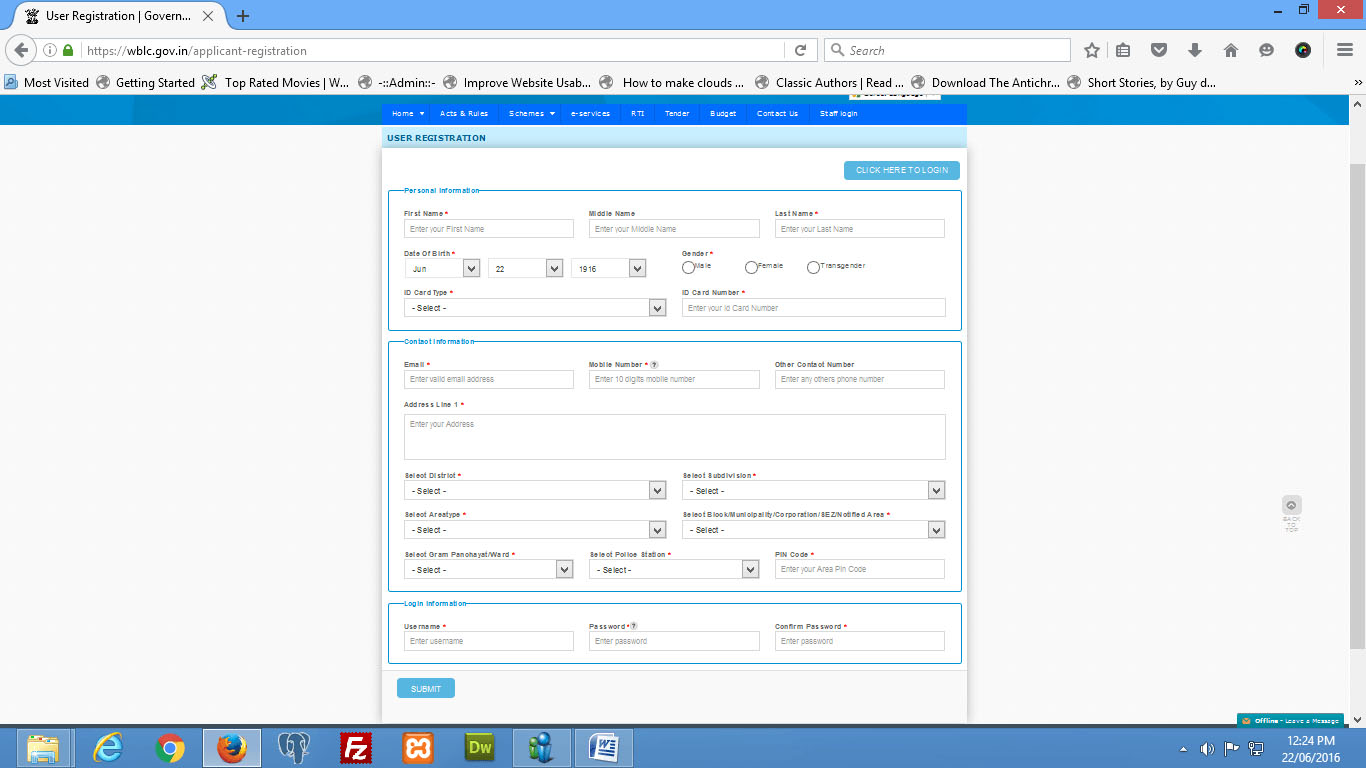 User Registration | Govern...
https://wblc.gov.in/applicant-registration
Search
Most Visited Getting Started Top Rated Movies | W... -::Admin::- Improve Website Usab... How to make clouds ... Classic Authors | Read ... Download The Antichr... Short Stories, by Guy d...
Home Acts & Rules Schemes e-services RTI Tender Budget Contact Us Staff login
USER REGISTRATION
CLICK HERE TO LOGIN
Personal Information
First Name * Middle Name Last Name *
Enter your First Name Enter your Middle Name Enter your Last Name
Date Of Birth * Gender *
Jun 22 1916 Male Female Transgender
ID Card Type * ID Card Number *
- Select - Enter your Id Card Number
Contact Information
Email * Mobile Number * ? Other Contact Number
Enter valid email address Enter 10 digits mobile number Enter any others phone number
Address Line 1 *
Enter your Address
Select District * Select Subdivision *
- Select - - Select -
Select Areatype * Select Block/Municipality/Corporation/SEZ/Notified Area *
- Select - - Select -
BACK
TO
TOP
Select Gram Panchayat/Ward * Select Police Station * PIN Code *
- Select - - Select - Enter your Area Pin Code
Login Information
Username * Password * ? Confirm Password *
Enter username Enter password Enter password
SUBMIT
Offline - Leave a Message
Fz Dw W
12:24 PM
22/06/2016